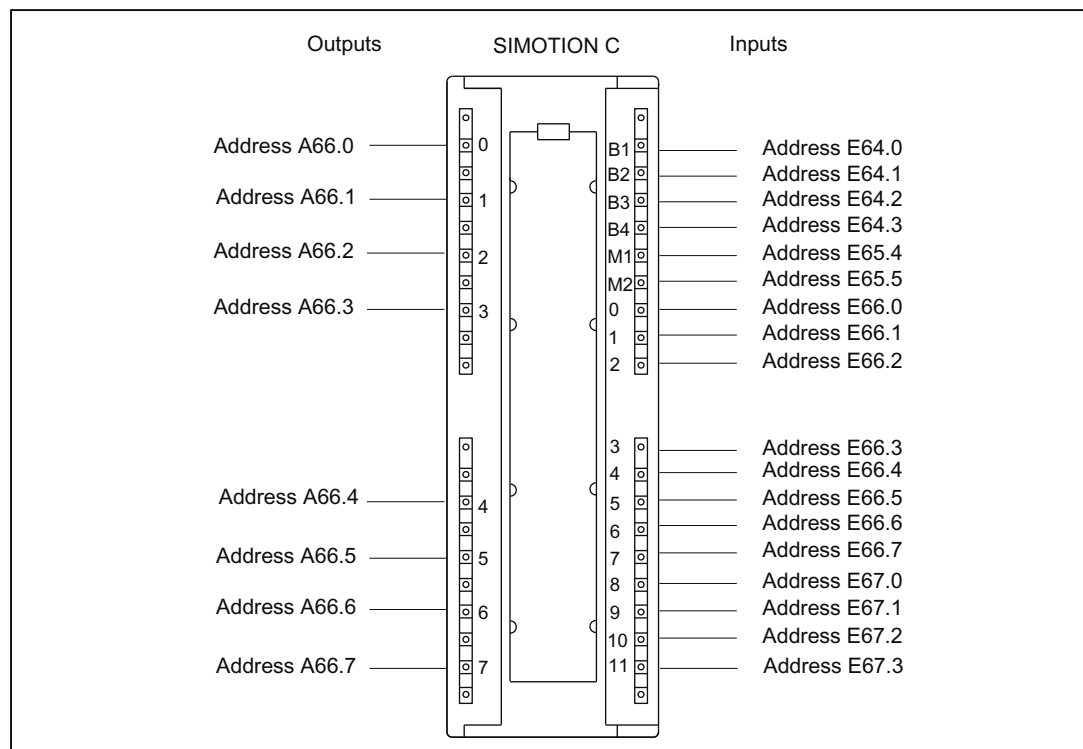 Outputs SIMOTION C Inputs
Address A66.0 0 B1 Address E64.0
B2 Address E64.1
Address A66.1 1 B3 Address E64.2
B4 Address E64.3
Address A66.2 2 M1 Address E65.4
M2 Address E65.5
Address A66.3 3 0 Address E66.0
1 Address E66.1
2 Address E66.2
3 Address E66.3
4 Address E66.4
Address A66.4 4 5 Address E66.5
6 Address E66.6
Address A66.5 5 7 Address E66.7
8 Address E67.0
Address A66.6 6 9 Address E67.1
10 Address E67.2
Address A66.7 7 11 Address E67.3